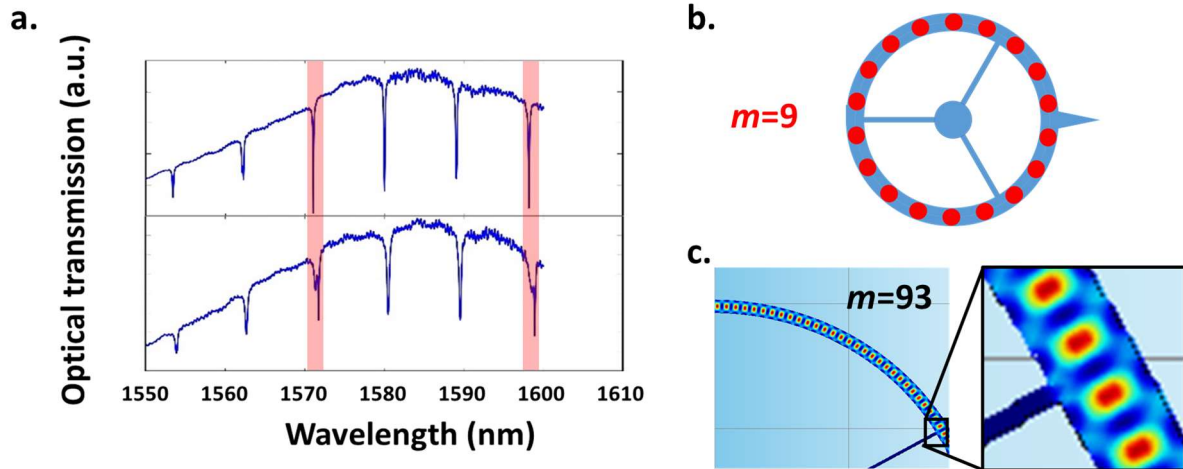 a.
Optical transmission (a.u.)
1550 1560 1570 1580 1590 1600 1610
Wavelength (nm)
b.
m=9
c.
m=93